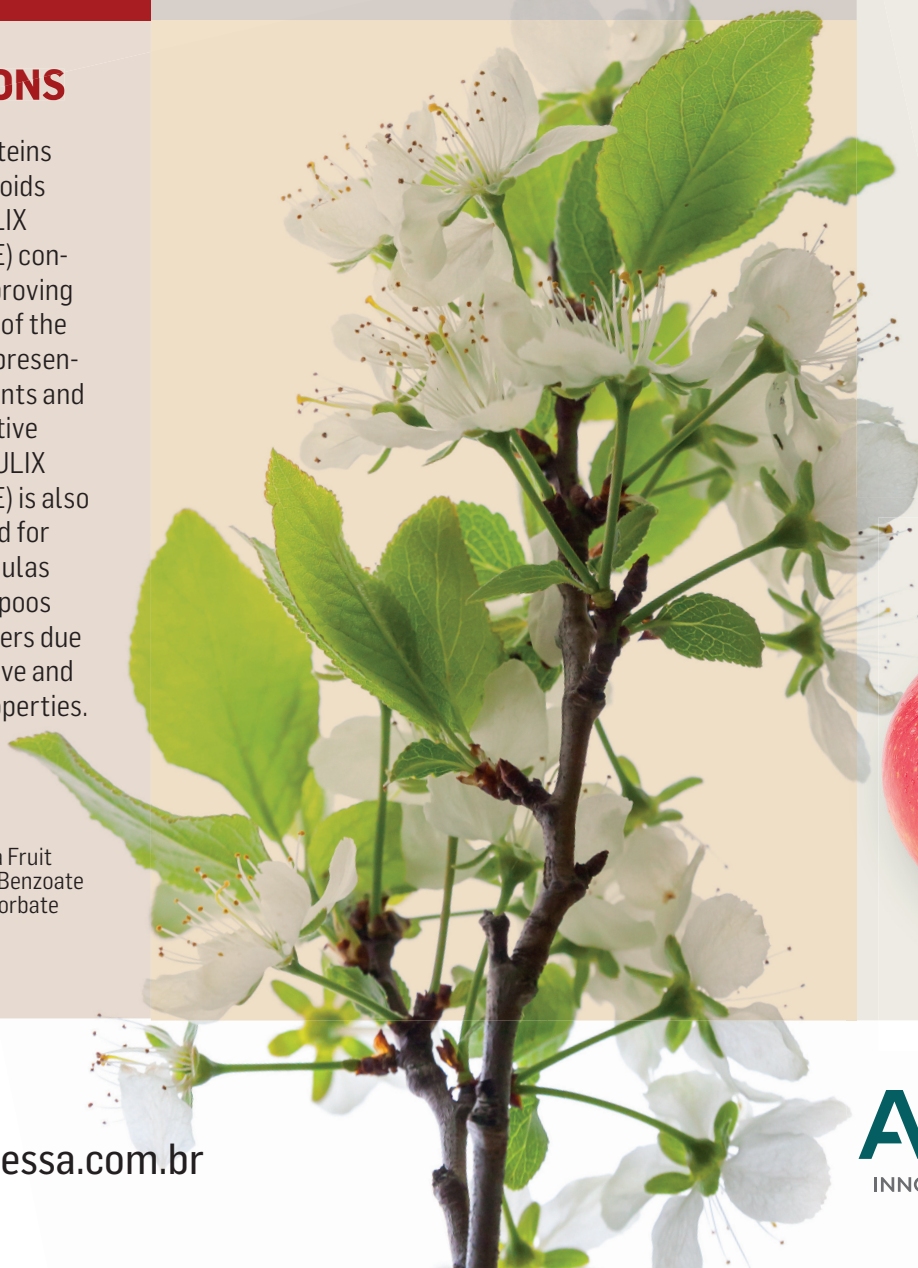 ONS
teins
oids
LIX
E) con-
proving
of the
presen-
nts and
tive
ULIX
E) is also
d for
ulas
poos
ers due
ve and
perties.
Fruit
Benzoate
orbate
essa.com.br
A
INNO